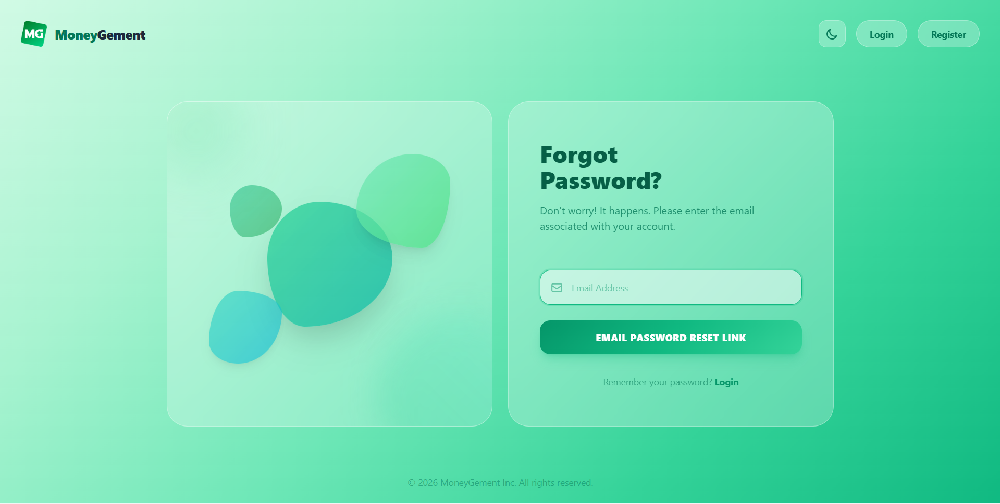 MG
MoneyGement
Login
Register
Forgot
Password?
Don't worry! It happens. Please enter the email
associated with your account.
Email Address
EMAIL PASSWORD RESET LINK
Remember your password? Login
© 2026 MoneyGement Inc. All rights reserved.